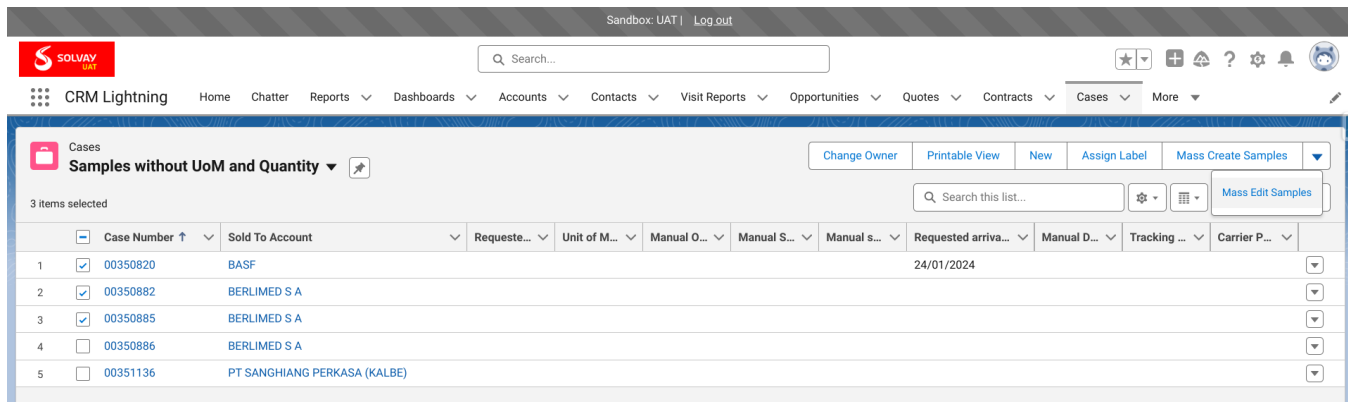 Sandbox: UAT | Log out
SOLVAY
UAT
Search...
CRM Lightning Home Chatter Reports Dashboards Accounts Contacts Visit Reports Opportunities Quotes Contracts Cases More
Cases
Samples without UoM and Quantity
Change Owner Printable View New Assign Label Mass Create Samples
Mass Edit Samples
3 items selected
Search this list...
Case Number Sold To Account Requeste... Unit of M... Manual O... Manual S... Manual s... Requested arriva... Manual D... Tracking ... Carrier P...
1 00350820 BASF 24/01/2024
2 00350882 BERLIMED S A
3 00350885 BERLIMED S A
4 00350886 BERLIMED S A
5 00351136 PT SANGHIANG PERKASA (KALBE)